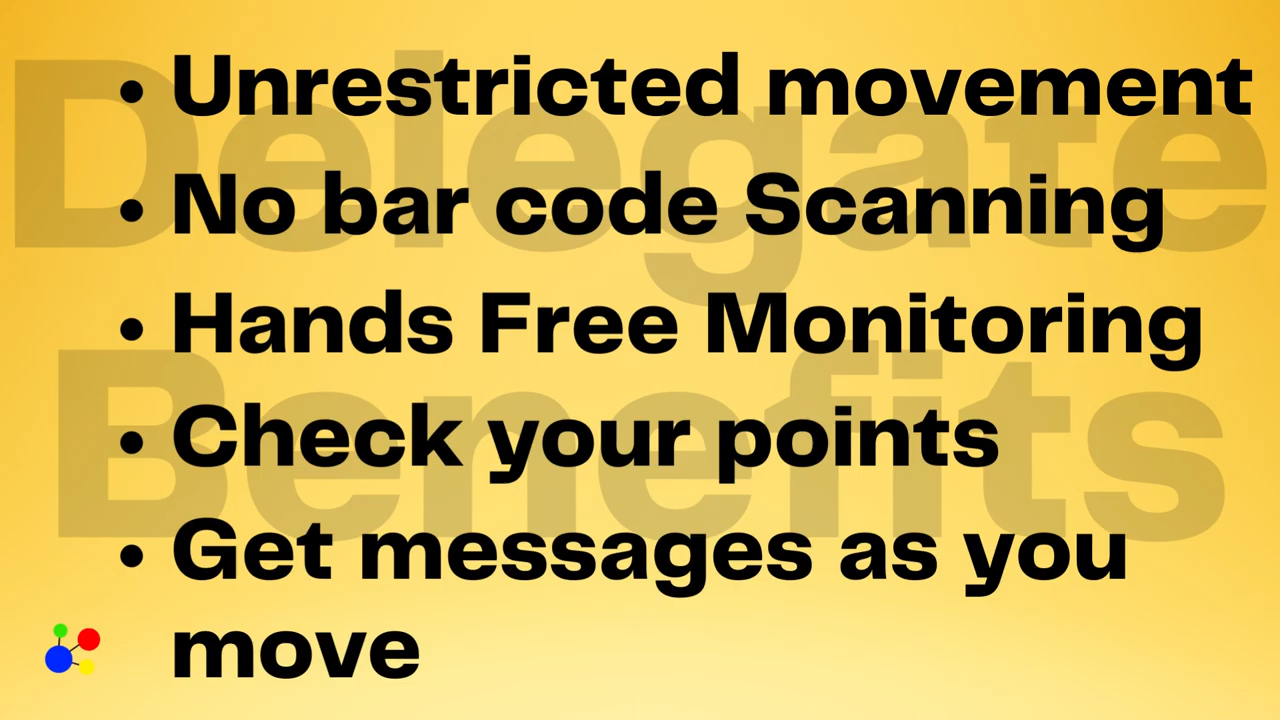 Delegate
Benefits
• Unrestricted movement
• No bar code Scanning
• Hands Free Monitoring
• Check your points
• Get messages as you
move